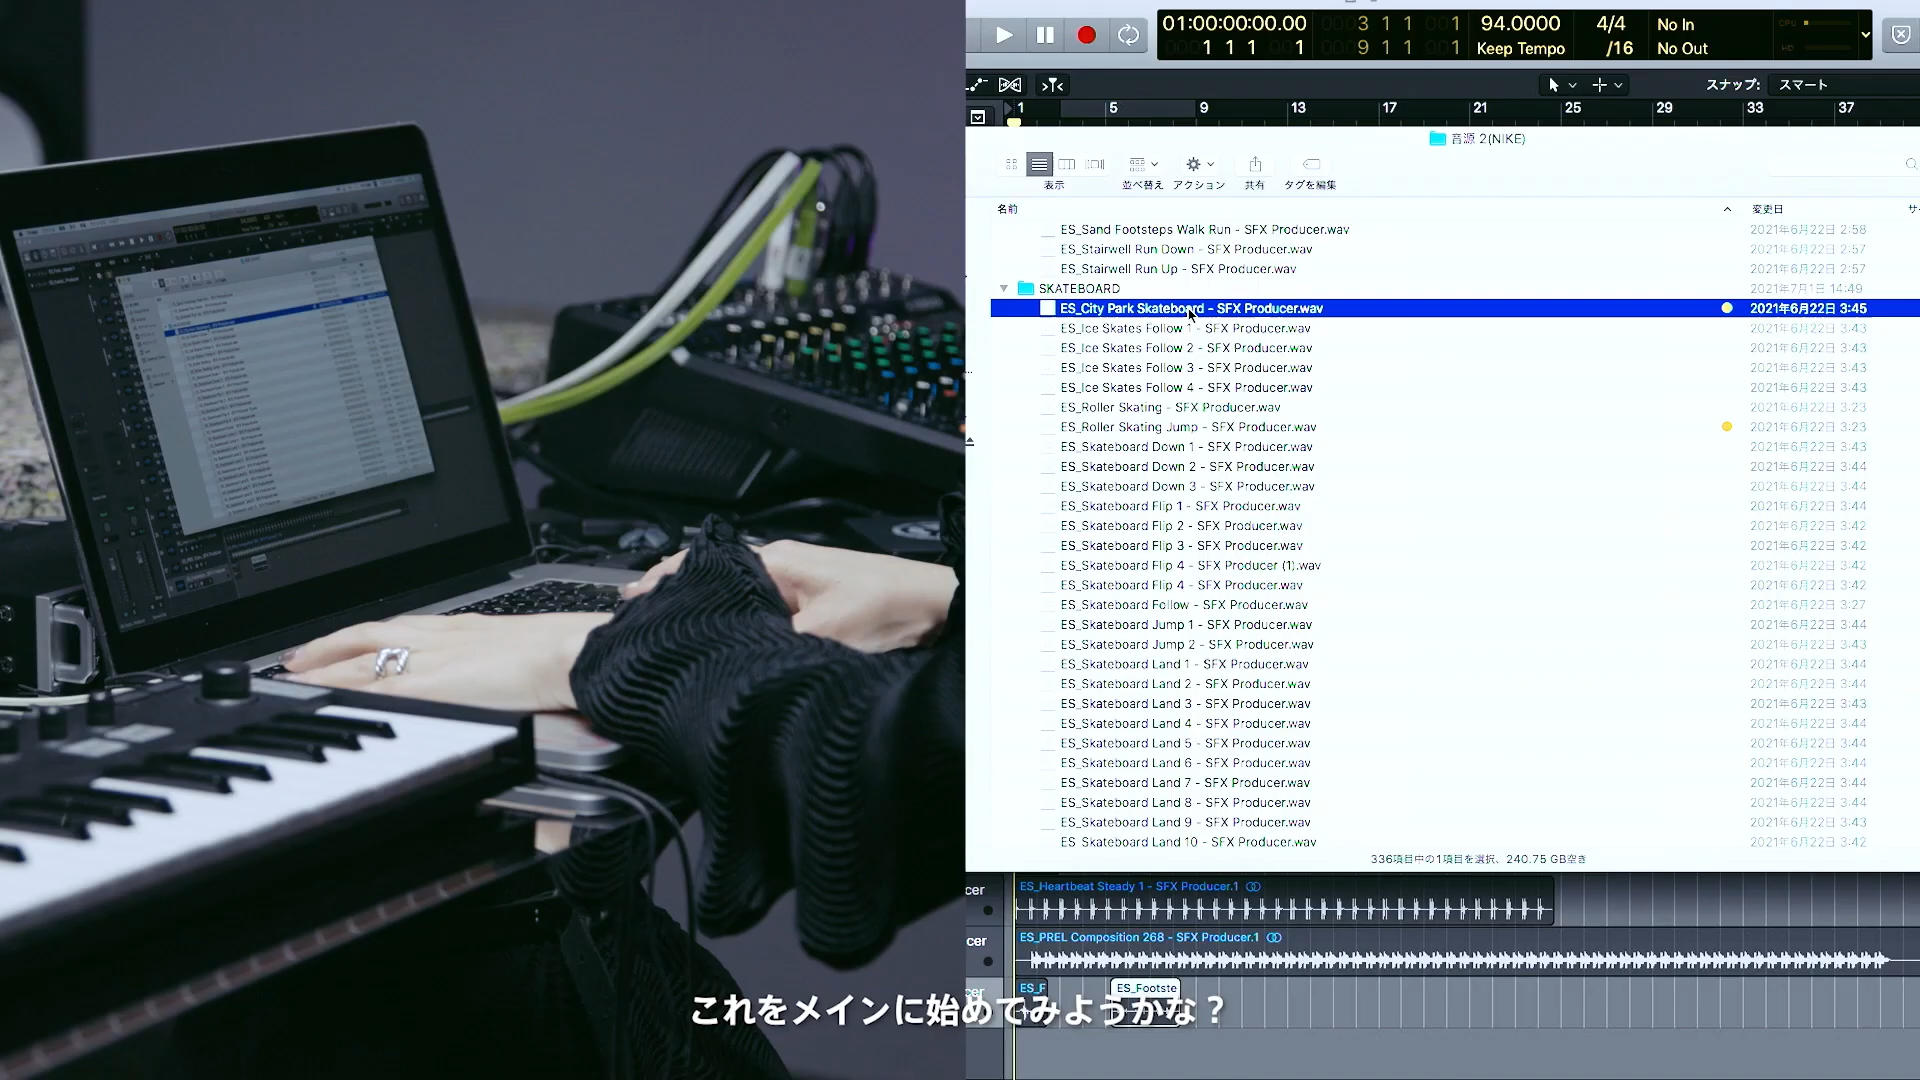 01:00:00:00.00
1 1 1 1
3 1 1 1
9 1 1 1
94.0000
Keep Tempo
4/4
/16
No In
No Out
CPU
HD
スナップ: スマート
1 5 9 13 17 21 25 29 33 37
音源 2(NIKE)
表示 並べ替え アクション 共有 タグを編集
名前 変更日 サ
ES_Sand Footsteps Walk Run - SFX Producer.wav 2021年6月22日 2:58
ES_Stairwell Run Down - SFX Producer.wav 2021年6月22日 2:57
ES_Stairwell Run Up - SFX Producer.wav 2021年6月22日 2:57
SKATEBOARD 2021年7月1日 14:49
ES_City Park Skateboard - SFX Producer.wav 2021年6月22日 3:45
ES_Ice Skates Follow 1 - SFX Producer.wav 2021年6月22日 3:43
ES_Ice Skates Follow 2 - SFX Producer.wav 2021年6月22日 3:43
ES_Ice Skates Follow 3 - SFX Producer.wav 2021年6月22日 3:43
ES_Ice Skates Follow 4 - SFX Producer.wav 2021年6月22日 3:43
ES_Roller Skating - SFX Producer.wav 2021年6月22日 3:23
ES_Roller Skating Jump - SFX Producer.wav 2021年6月22日 3:23
ES_Skateboard Down 1 - SFX Producer.wav 2021年6月22日 3:43
ES_Skateboard Down 2 - SFX Producer.wav 2021年6月22日 3:44
ES_Skateboard Down 3 - SFX Producer.wav 2021年6月22日 3:44
ES_Skateboard Flip 1 - SFX Producer.wav 2021年6月22日 3:44
ES_Skateboard Flip 2 - SFX Producer.wav 2021年6月22日 3:42
ES_Skateboard Flip 3 - SFX Producer.wav 2021年6月22日 3:42
ES_Skateboard Flip 4 - SFX Producer (1).wav 2021年6月22日 3:42
ES_Skateboard Flip 4 - SFX Producer.wav 2021年6月22日 3:42
ES_Skateboard Follow - SFX Producer.wav 2021年6月22日 3:27
ES_Skateboard Jump 1 - SFX Producer.wav 2021年6月22日 3:44
ES_Skateboard Jump 2 - SFX Producer.wav 2021年6月22日 3:43
ES_Skateboard Land 1 - SFX Producer.wav 2021年6月22日 3:44
ES_Skateboard Land 2 - SFX Producer.wav 2021年6月22日 3:44
ES_Skateboard Land 3 - SFX Producer.wav 2021年6月22日 3:43
ES_Skateboard Land 4 - SFX Producer.wav 2021年6月22日 3:44
ES_Skateboard Land 5 - SFX Producer.wav 2021年6月22日 3:44
ES_Skateboard Land 6 - SFX Producer.wav 2021年6月22日 3:44
ES_Skateboard Land 7 - SFX Producer.wav 2021年6月22日 3:44
ES_Skateboard Land 8 - SFX Producer.wav 2021年6月22日 3:44
ES_Skateboard Land 9 - SFX Producer.wav 2021年6月22日 3:43
ES_Skateboard Land 10 - SFX Producer.wav 2021年6月22日 3:42
336項目中の1項目を選択、240.75 GB空き
cer ES_Heartbeat Steady 1 - SFX Producer.1
cer ES_PREL Composition 268 - SFX Producer.1
cer ES_F ES_Footste
これをメインに始めてみようかな？